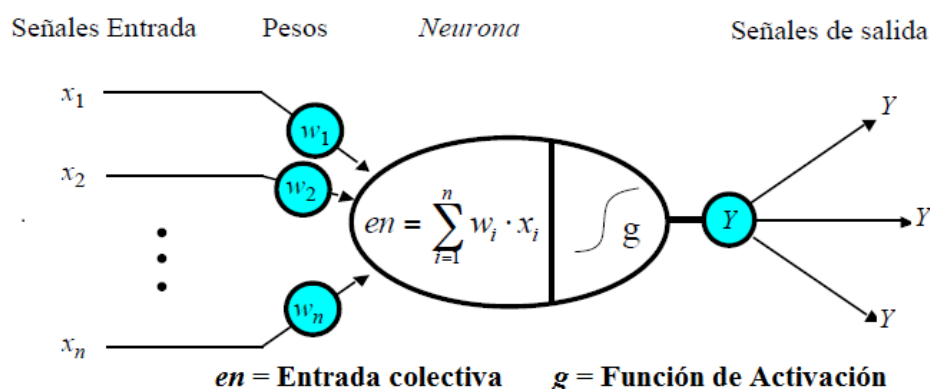 Señales Entrada Pesos Neurona Señales de salida
x₁ w₁ Y
x₂ w₂ en = ∑ᵢ₌₁ⁿ wᵢ · xᵢ g Y Y
xₙ wₙ Y
en = Entrada colectiva g = Función de Activación